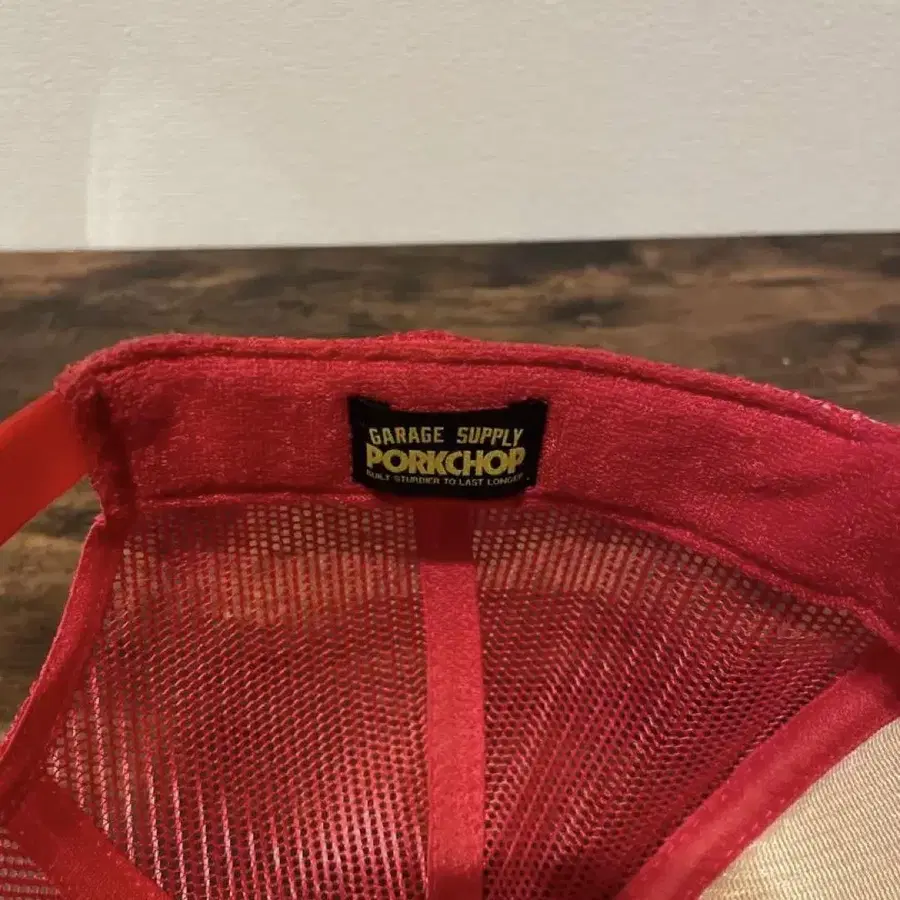 GARAGE SUPPLY
PORKCHOP
BUILT STURDIER TO LAST LONGER